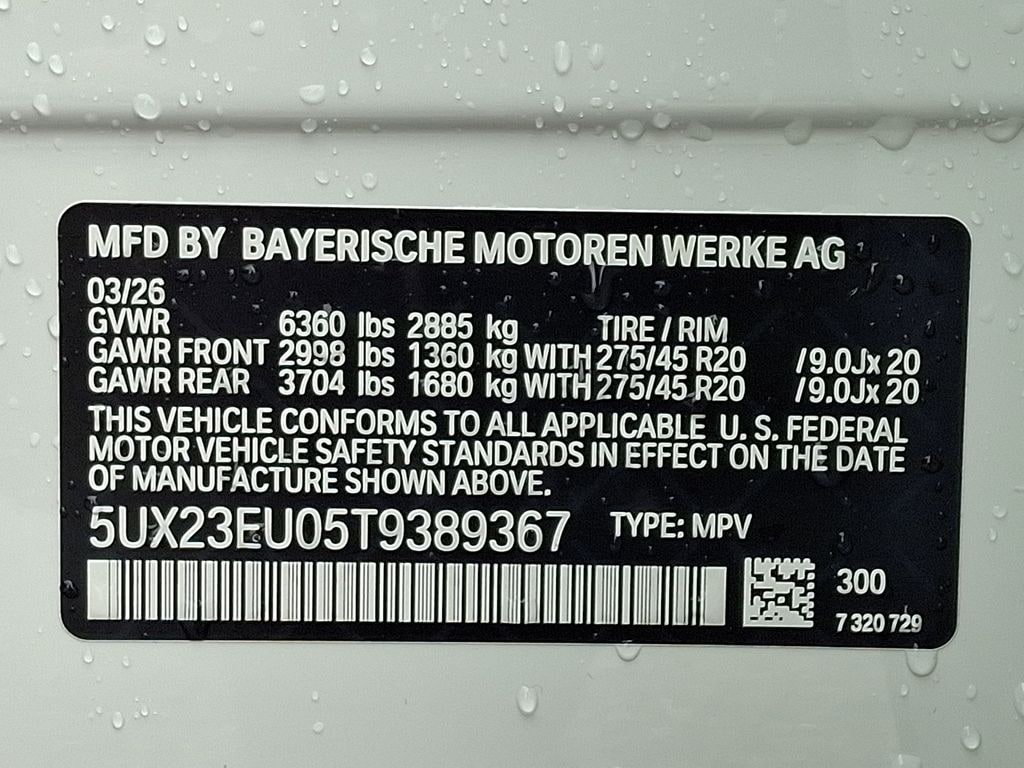 MFD BY BAYERISCHE MOTOREN WERKE AG
03/26
GVWR 6360 lbs 2885 kg TIRE / RIM
GAWR FRONT 2998 lbs 1360 kg WITH 275/45 R20 /9.0Jx 20
GAWR REAR 3704 lbs 1680 kg WITH 275/45 R20 /9.0Jx 20
THIS VEHICLE CONFORMS TO ALL APPLICABLE U. S. FEDERAL
MOTOR VEHICLE SAFETY STANDARDS IN EFFECT ON THE DATE
OF MANUFACTURE SHOWN ABOVE.
5UX23EU05T9389367 TYPE: MPV
300
7 320 729